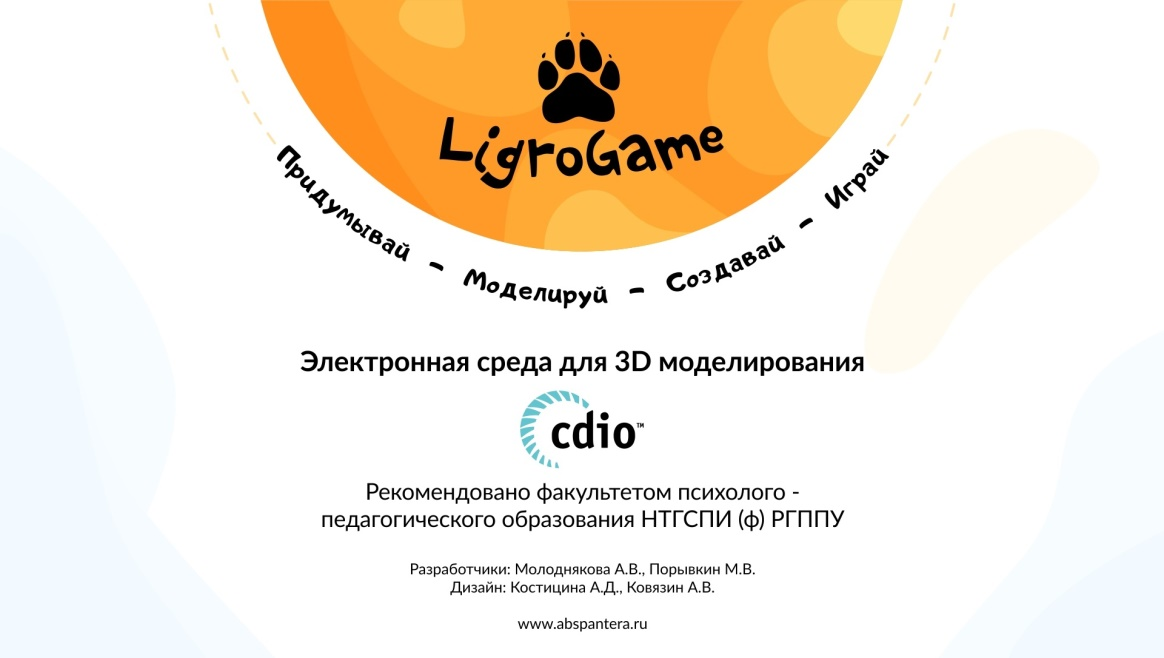 LigroGame
Придумывай – Моделируй – Создавай – Играй
Электронная среда для 3D моделирования
cdio™
Рекомендовано факультетом психолого -
педагогического образования НТГСПИ (ф) РГППУ
Разработчики: Молоднякова А.В., Порывкин М.В.
Дизайн: Костицина А.Д., Ковязин А.В.
www.abspantera.ru